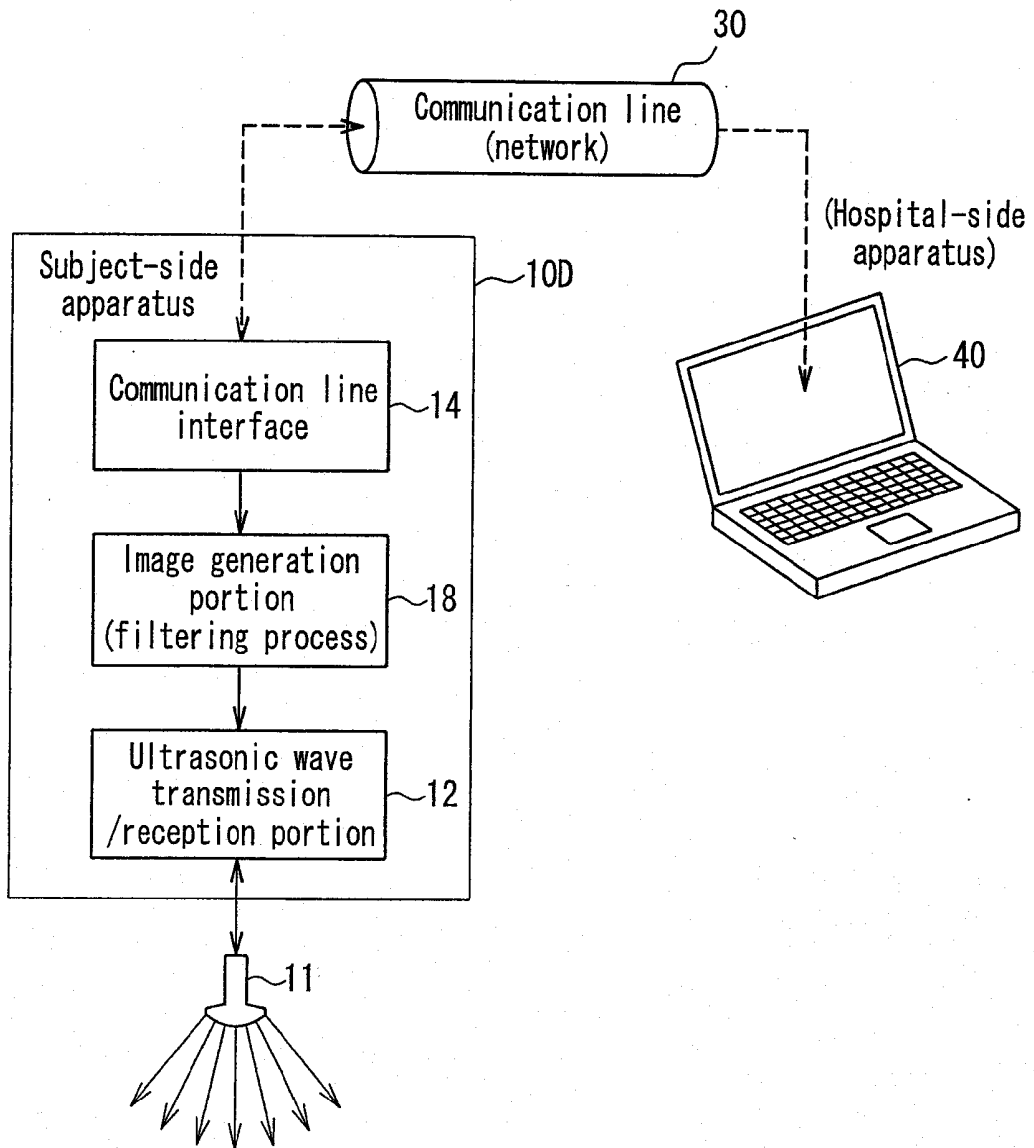 30
Communication line
(network)
(Hospital-side
apparatus)
Subject-side
apparatus
10D
40
Communication line
interface
14
Image generation
portion
(filtering process)
18
Ultrasonic wave
transmission
/reception portion
12
11